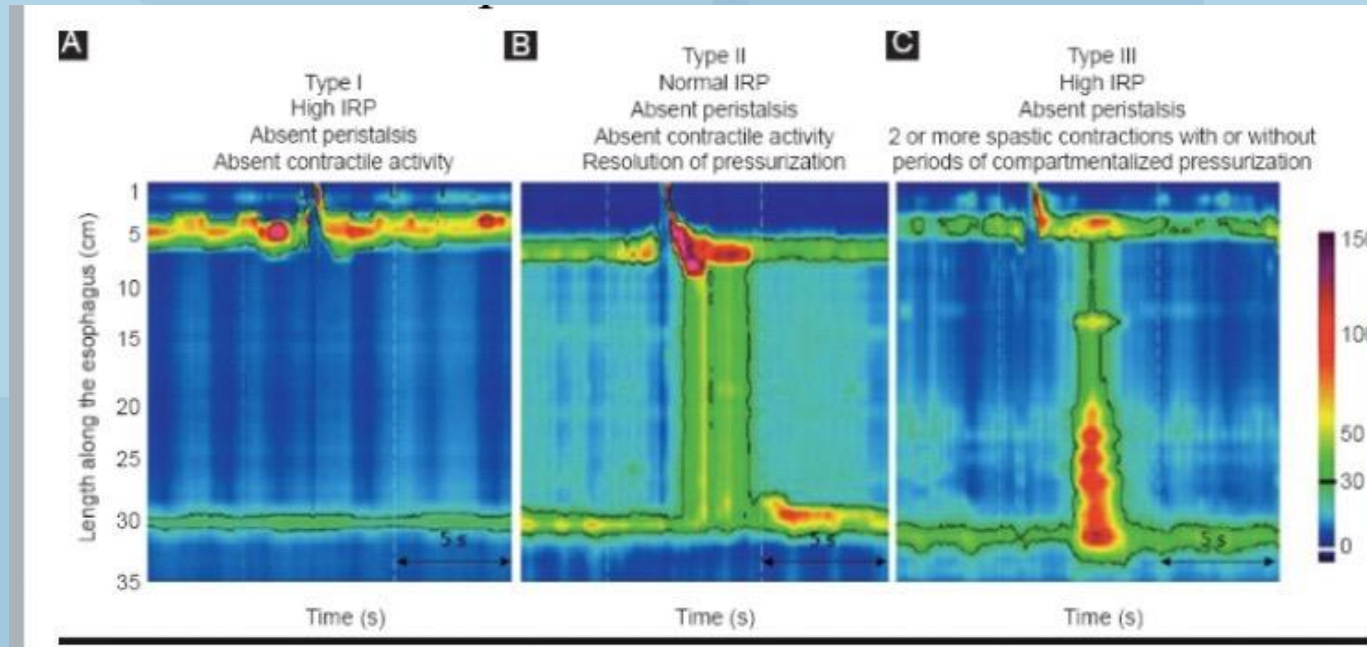 A
Type I
High IRP
Absent peristalsis
Absent contractile activity
B
Type II
Normal IRP
Absent peristalsis
Absent contractile activity
Resolution of pressurization
C
Type III
High IRP
Absent peristalsis
2 or more spastic contractions with or without
periods of compartmentalized pressurization
Length along the esophagus (cm)
1
5
10
15
20
25
30
35
5 s
5 s
5 s
50
30
0
Time (s)
Time (s)
Time (s)